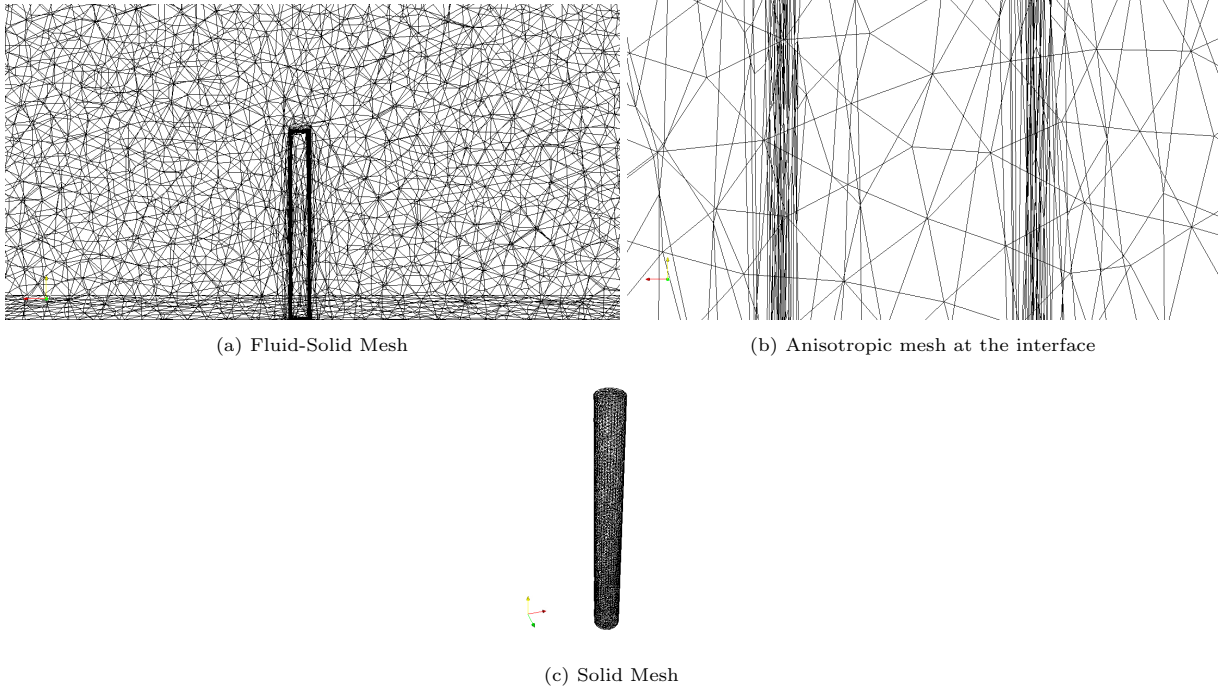 (a) Fluid-Solid Mesh
(b) Anisotropic mesh at the interface
(c) Solid Mesh